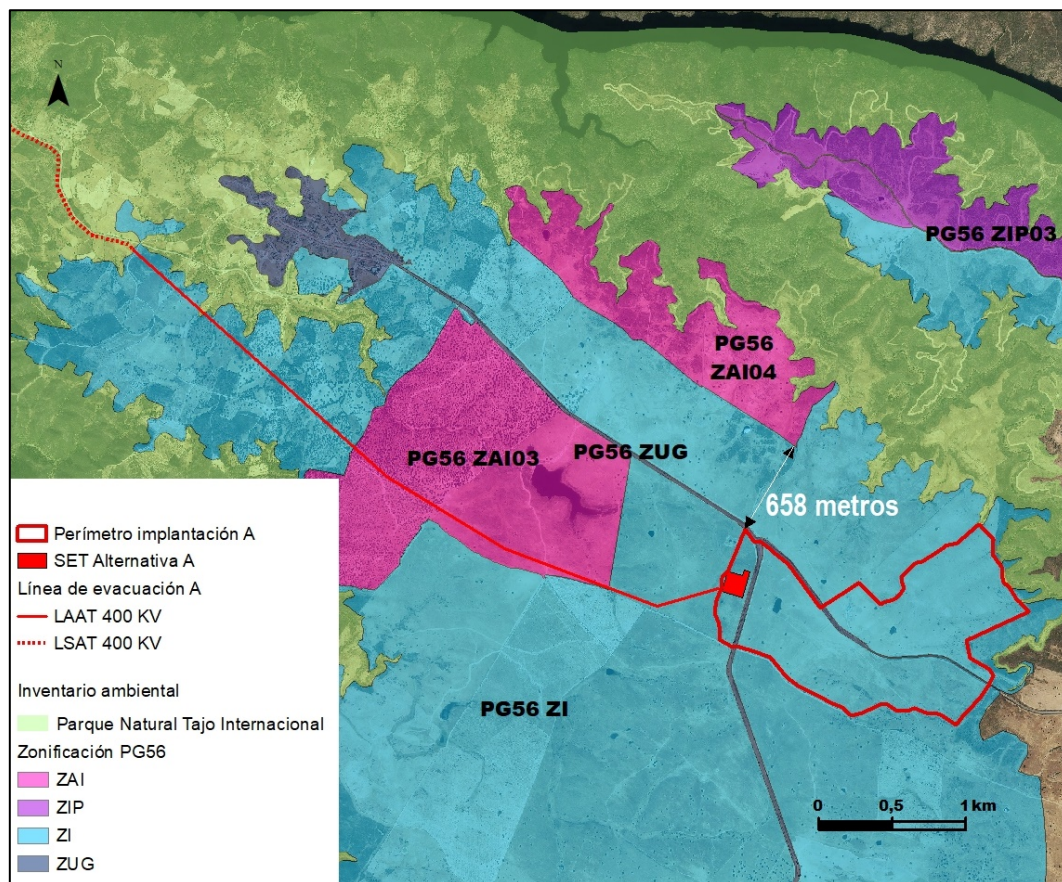 N
PG56 ZIP03
PG56
ZAI04
PG56 ZAI03
PG56 ZUG
658 metros
PG56 ZI
Perímetro implantación A
SET Alternativa A
Línea de evacuación A
LAAT 400 KV
LSAT 400 KV
Inventario ambiental
Parque Natural Tajo Internacional
Zonificación PG56
ZAI
ZIP
ZI
ZUG
0 0,5 1 km